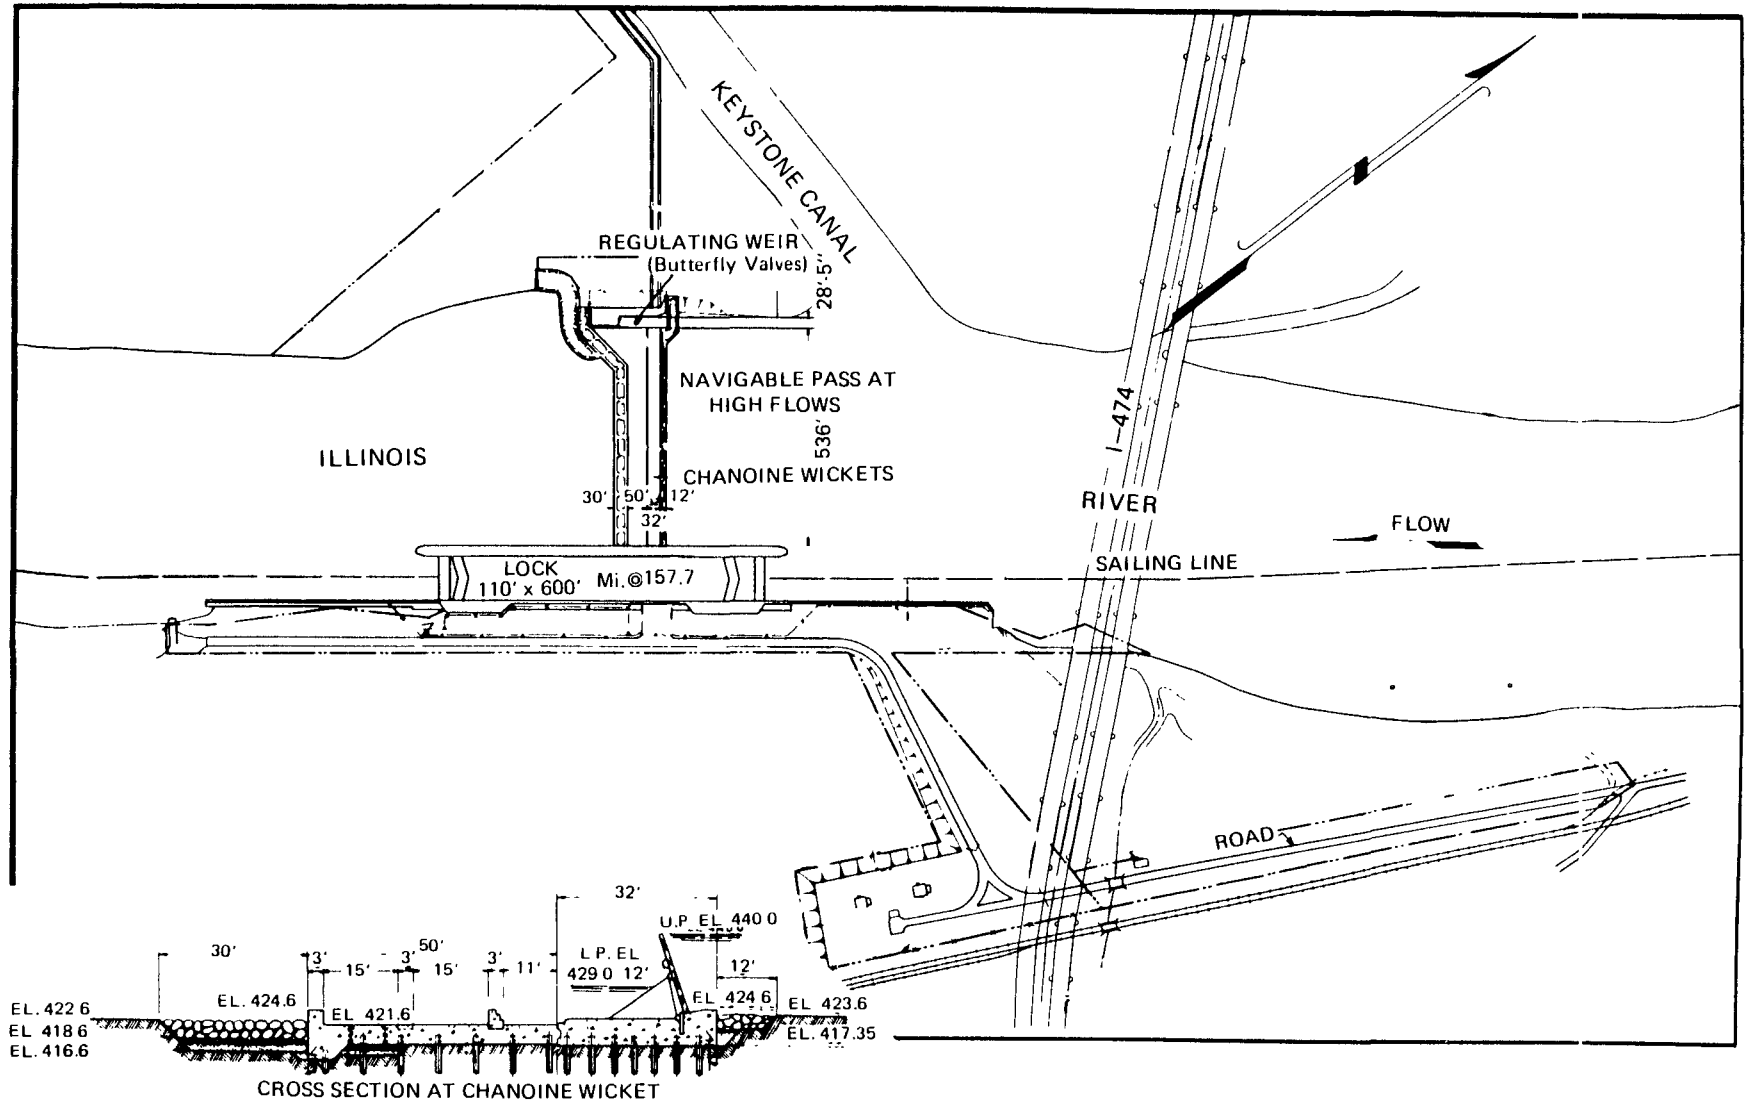 KEYSTONE CANAL
REGULATING WEIR
(Butterfly Valves)
28'-5"
NAVIGABLE PASS AT
HIGH FLOWS
536'
I-474
ILLINOIS
CHANOINE WICKETS
30' 50' 12'
32'
RIVER
FLOW
SAILING LINE
LOCK
110' x 600'
Mi.@157.7
ROAD
32'
U.P. EL 440 0
30'
3'
50'
3'
3'
15'
15'
11'
L P. EL
429 0 12'
12'
EL. 422 6
EL. 424.6
EL 421.6
EL 424 6
EL 423.6
EL 418 6
EL. 417.35
EL. 416.6
CROSS SECTION AT CHANOINE WICKET